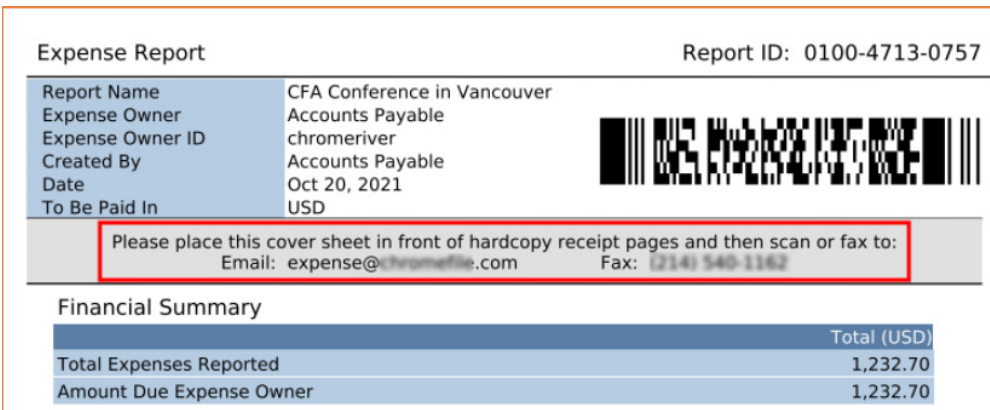 Expense Report Report ID: 0100-4713-0757
Report Name CFA Conference in Vancouver
Expense Owner Accounts Payable
Expense Owner ID chromeriver
Created By Accounts Payable
Date Oct 20, 2021
To Be Paid In USD
Please place this cover sheet in front of hardcopy receipt pages and then scan or fax to:
Email: expense@ .com Fax:
Financial Summary
Total (USD)
Total Expenses Reported 1,232.70
Amount Due Expense Owner 1,232.70